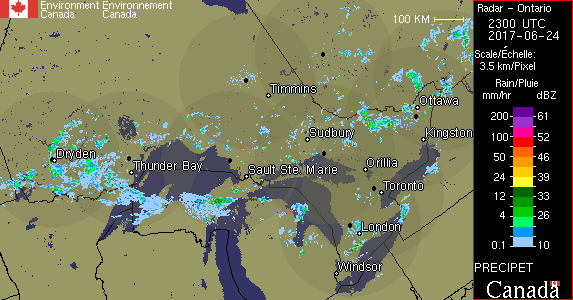 Environment Environnement
Canada Canada
100 KM
Timmins
Ottawa
Sudbury
Kingston
Dryden
Thunder Bay
Sault Ste. Marie
Orillia
Toronto
London
Windsor
Radar - Ontario
2300 UTC
2017-06-24
Scale/Échelle:
3.5 km/Pixel
Rain/Pluie
mm/hr dBZ
200 61
100 52
50 46
24 39
12 33
4 26
0.1 10
PRECIPET
Canada